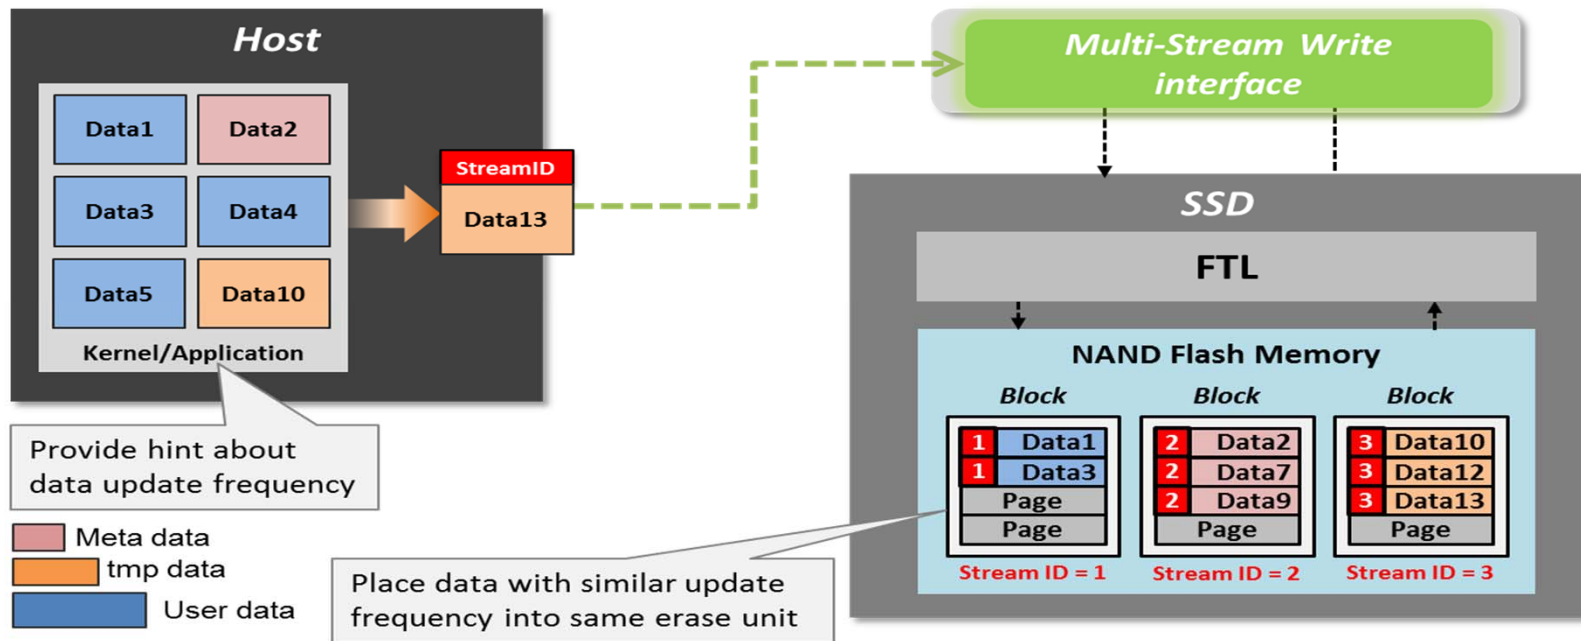 Host
Data1
Data2
Data3
Data4
Data5
Data10
Kernel/Application
StreamID
Data13
Multi-Stream Write
interface
SSD
FTL
NAND Flash Memory
Block
Block
Block
1 Data1
1 Data3
Page
Page
2 Data2
2 Data7
2 Data9
Page
3 Data10
3 Data12
3 Data13
Page
Stream ID = 1
Stream ID = 2
Stream ID = 3
Provide hint about
data update frequency
Meta data
tmp data
User data
Place data with similar update
frequency into same erase unit